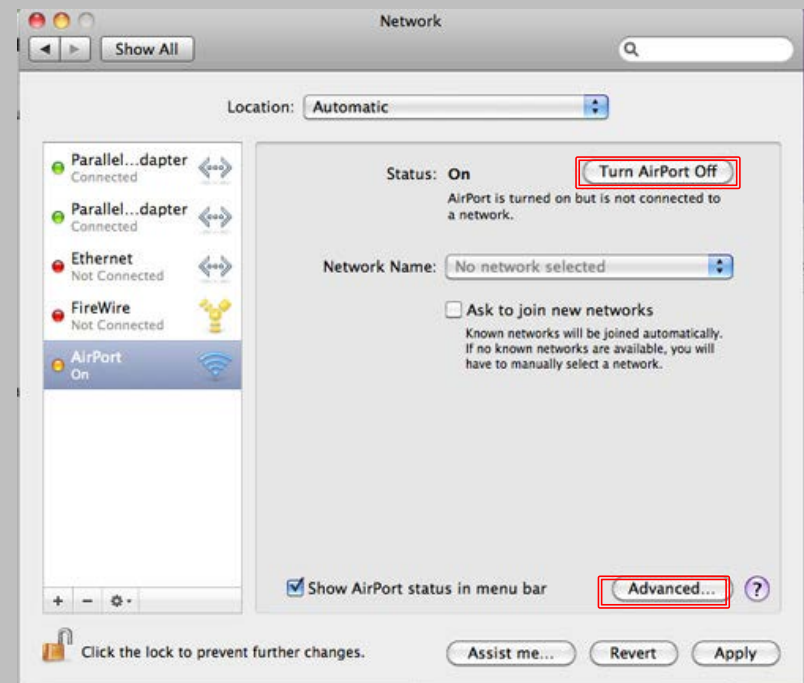 Network
Show All
Location: Automatic
Parallel...dapter
Connected
Parallel...dapter
Connected
Ethernet
Not Connected
FireWire
Not Connected
AirPort
On
+ −
Status: On
Turn AirPort Off
AirPort is turned on but is not connected to
a network.
Network Name: No network selected
Ask to join new networks
Known networks will be joined automatically.
If no known networks are available, you will
have to manually select a network.
Show AirPort status in menu bar
Advanced...
?
Click the lock to prevent further changes.
Assist me...
Revert
Apply